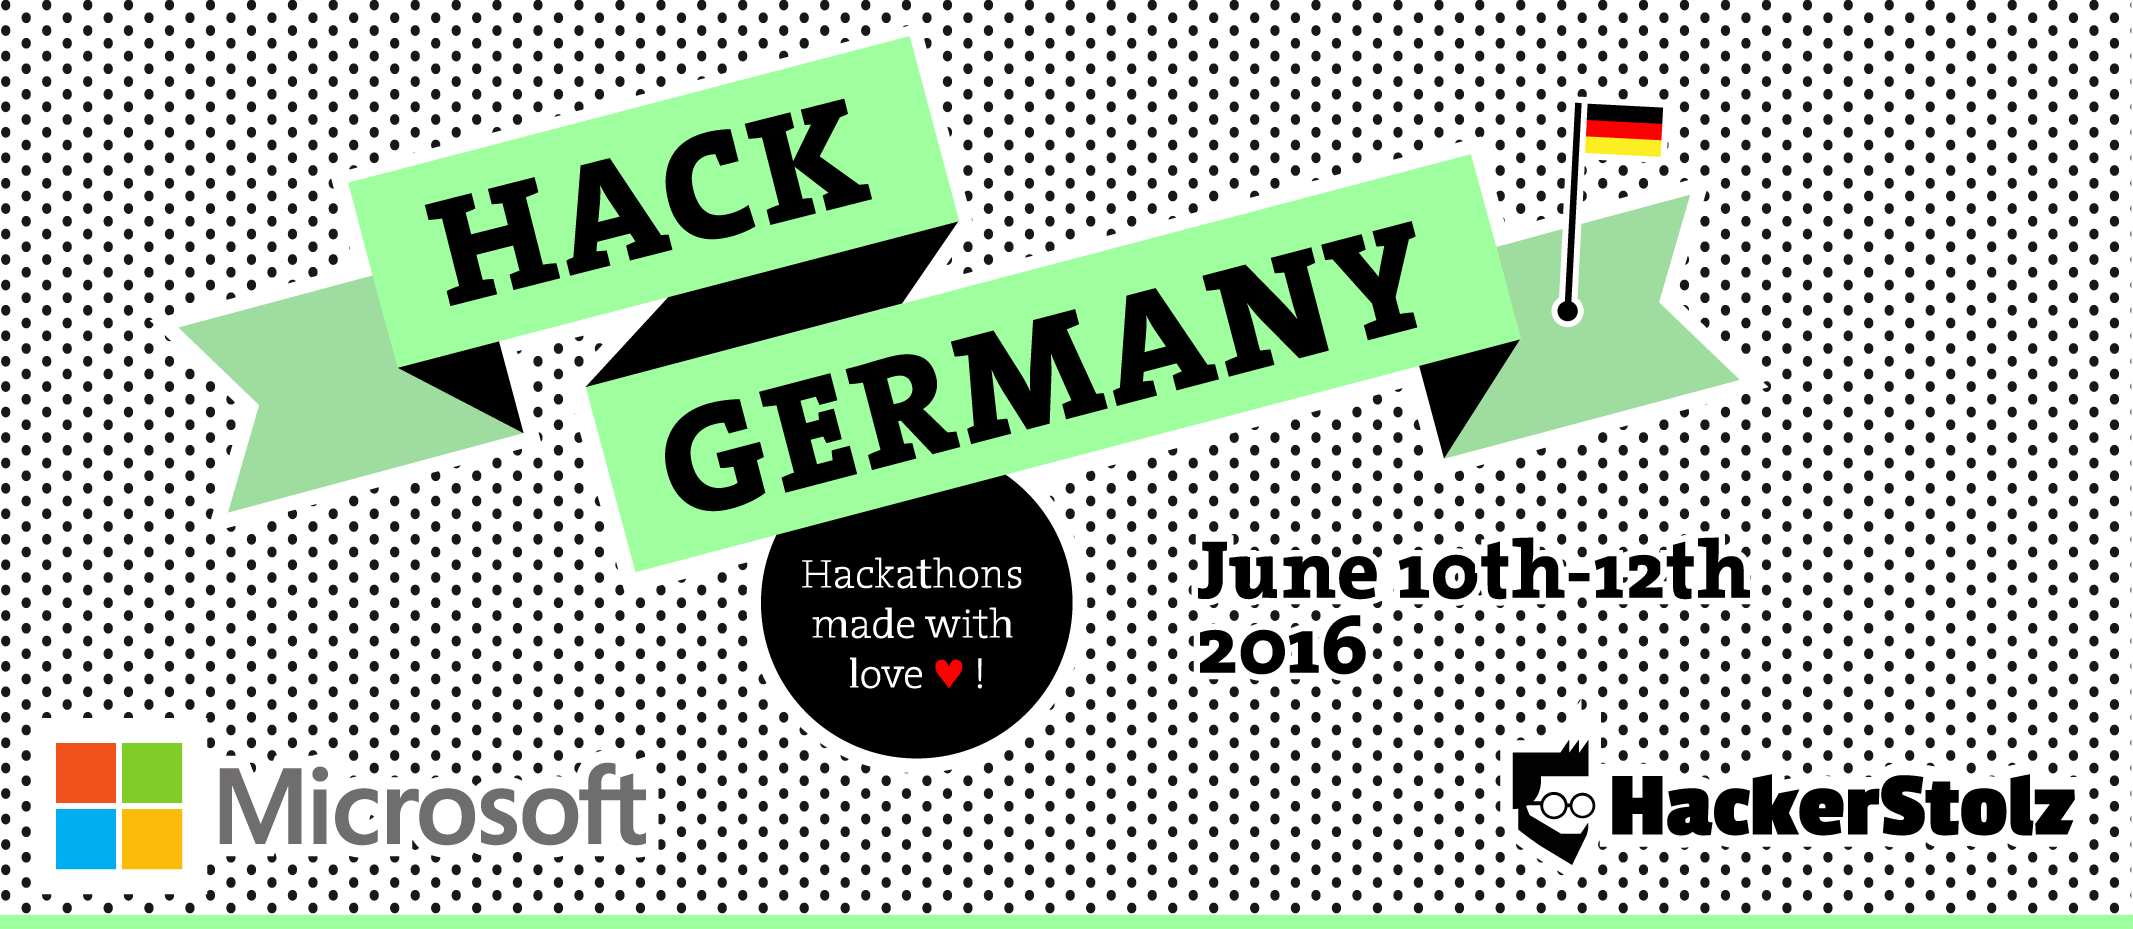 HACK
GERMANY
Hackathons
made with
love ♥ !
June 10th-12th
2016
Microsoft
HackerStolz